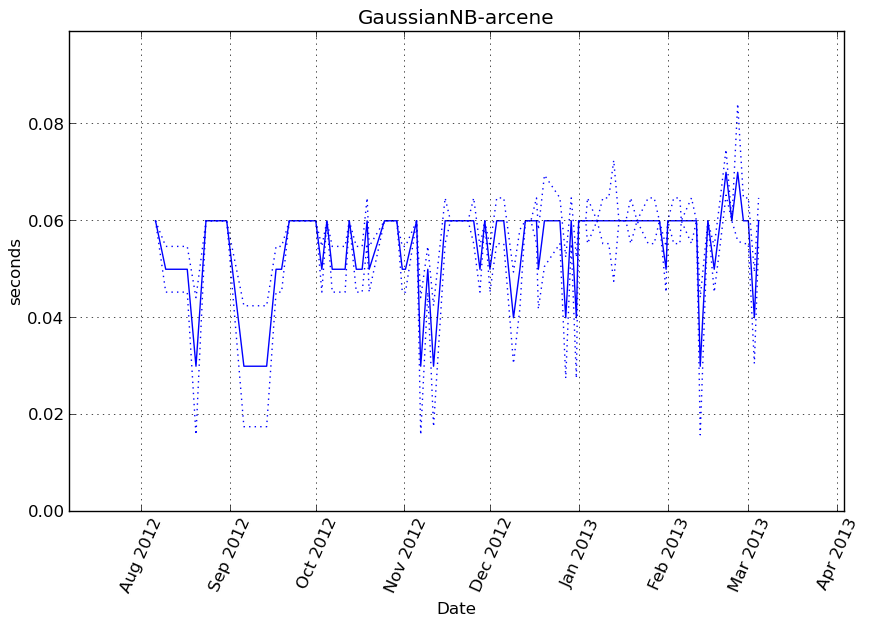 GaussianNB-arcene
seconds
0.08
0.06
0.04
0.02
0.00
Aug 2012
Sep 2012
Oct 2012
Nov 2012
Dec 2012
Jan 2013
Feb 2013
Mar 2013
Apr 2013
Date